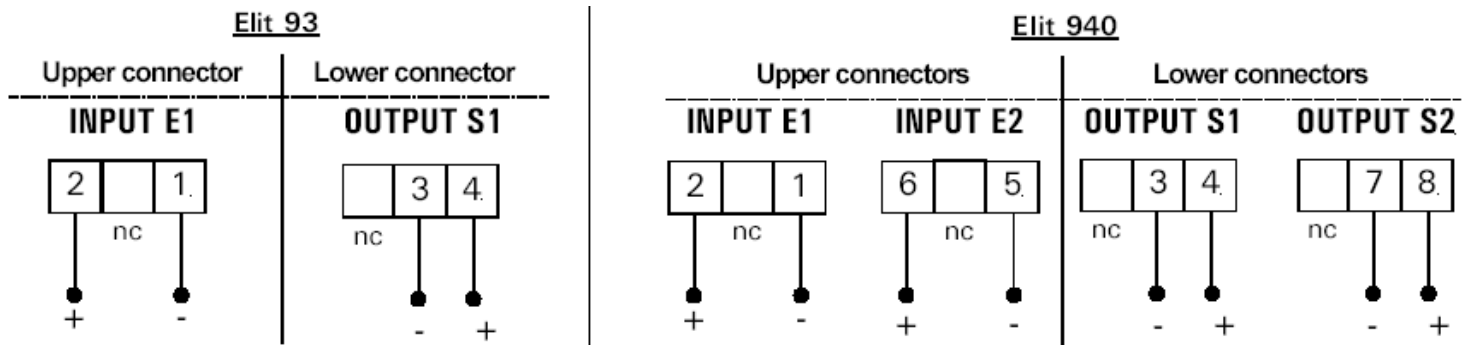 Elit 93
Upper connector Lower connector
INPUT E1 OUTPUT S1
2 1. 3 4.
nc nc
+ - - +
Elit 940
Upper connectors Lower connectors
INPUT E1 INPUT E2 OUTPUT S1 OUTPUT S2
2 1 6 5. 3 4. 7 8.
nc nc nc nc
+ - + - - + - +